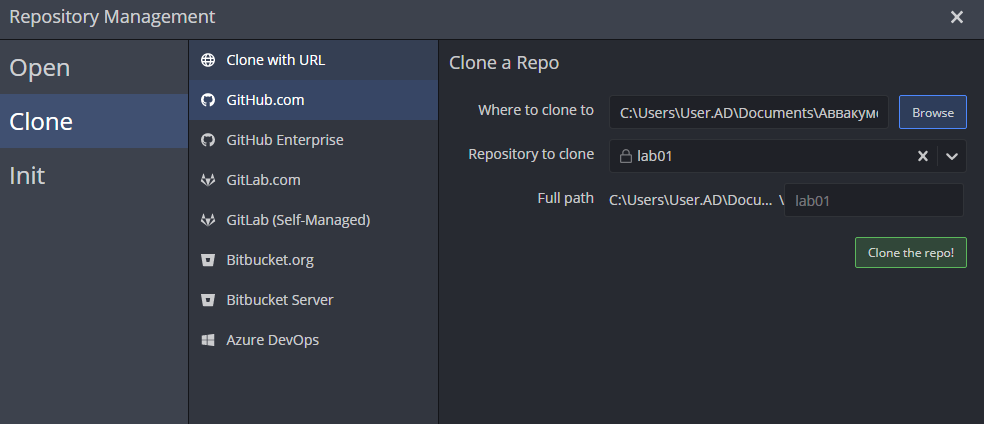 Repository Management
Open
Clone
Init
Clone with URL
GitHub.com
GitHub Enterprise
GitLab.com
GitLab (Self-Managed)
Bitbucket.org
Bitbucket Server
Azure DevOps
Clone a Repo
Where to clone to C:\Users\User.AD\Documents\Аввакум Browse
Repository to clone lab01
Full path C:\Users\User.AD\Docu... \ lab01
Clone the repo!